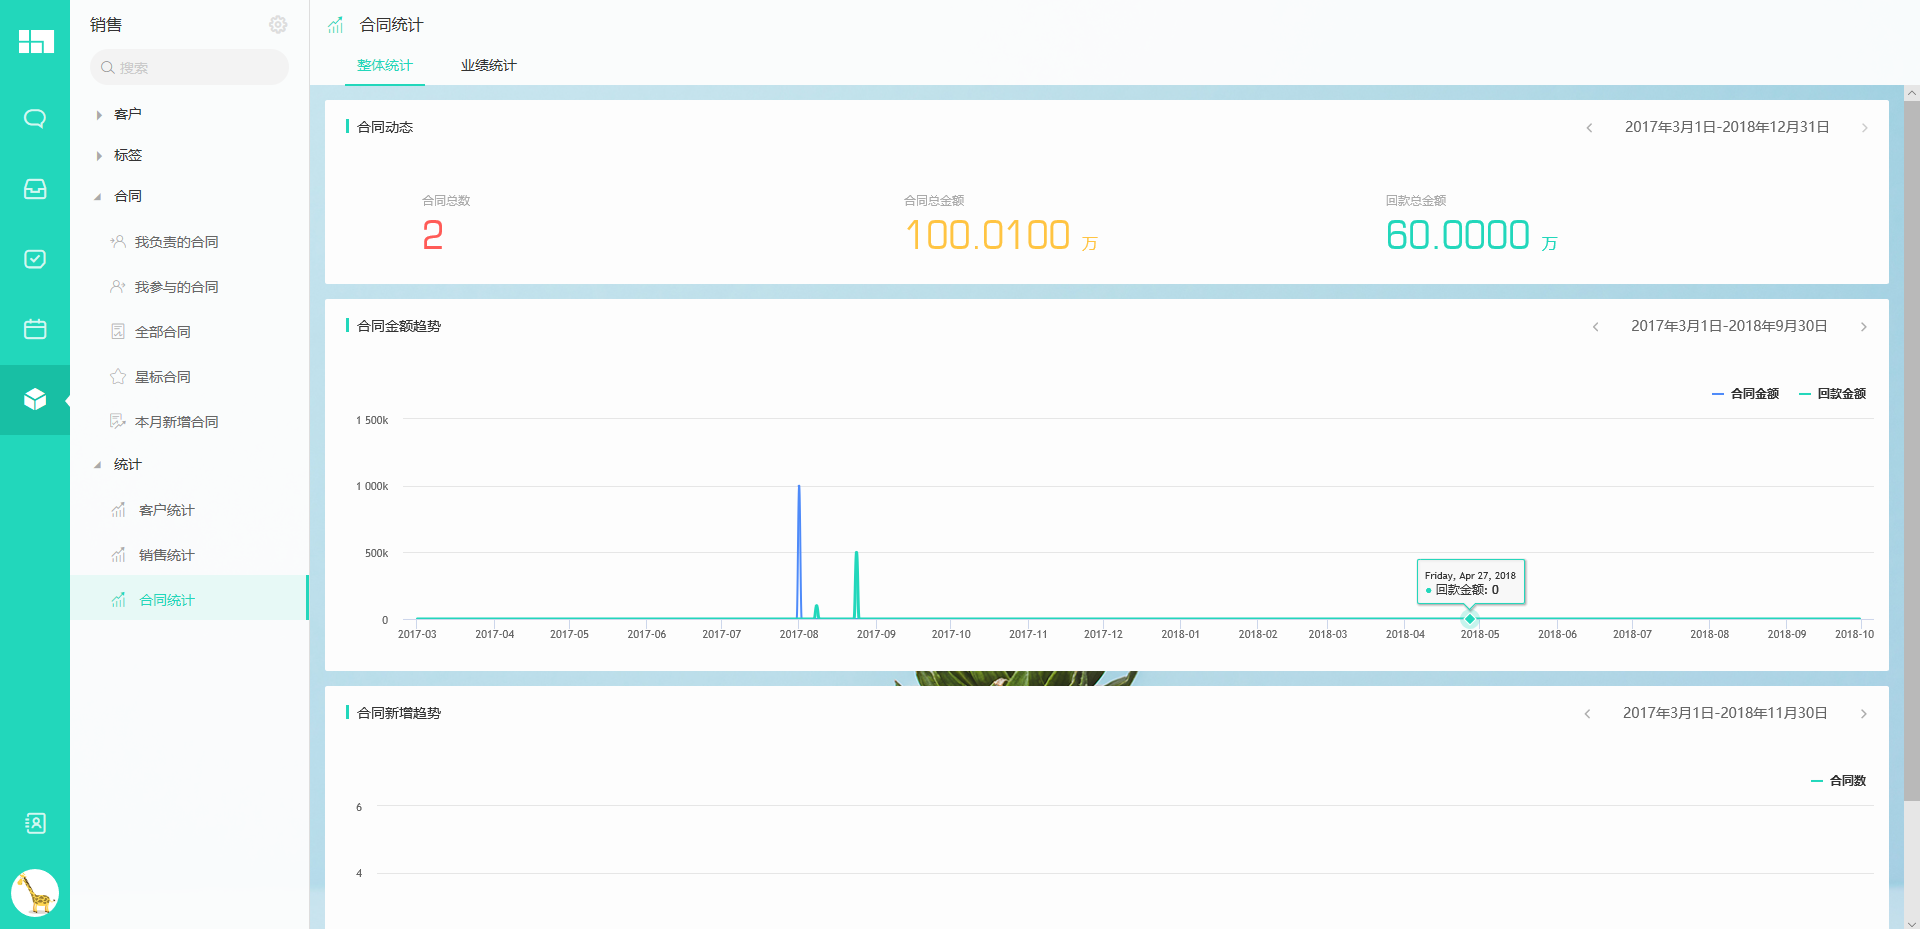 销售
搜索
客户
标签
合同
我负责的合同
我参与的合同
全部合同
星标合同
本月新增合同
统计
客户统计
销售统计
合同统计
合同统计
整体统计 业绩统计
合同动态 2017年3月1日-2018年12月31日
合同总数 合同总金额 回款总金额
2 100.0100 万 60.0000 万
合同金额趋势 2017年3月1日-2018年9月30日
合同金额 回款金额
1 500k
1 000k
500k
0
Friday, Apr 27, 2018
回款金额: 0
2017-03 2017-04 2017-05 2017-06 2017-07 2017-08 2017-09 2017-10 2017-11 2017-12 2018-01 2018-02 2018-03 2018-04 2018-05 2018-06 2018-07 2018-08 2018-09 2018-10
合同新增趋势 2017年3月1日-2018年11月30日
合同数
6
4